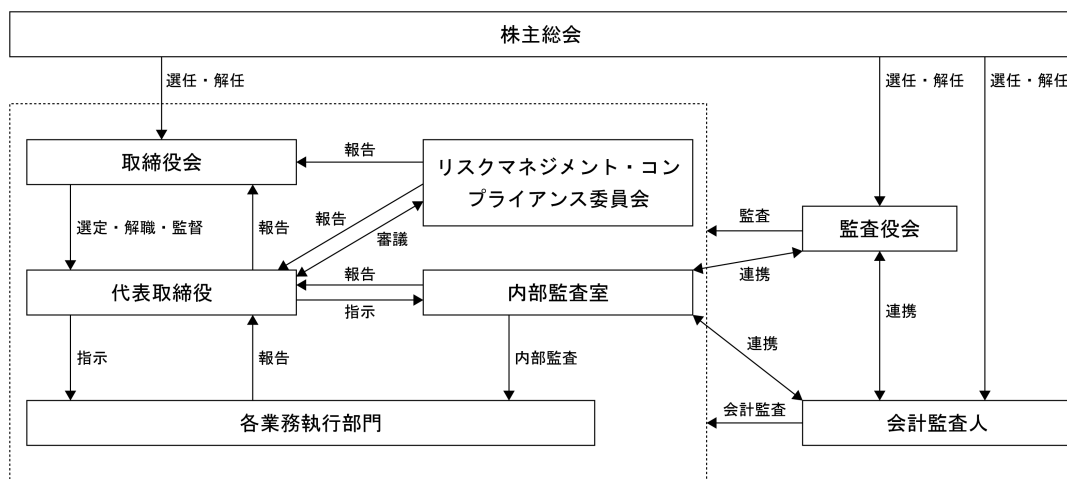 株主総会
選任・解任
選任・解任
選任・解任
取締役会
報告
リスクマネジメント・コン
プライアンス委員会
選定・解職・監督
報告
報告
審議
監査
監査役会
連携
代表取締役
報告
指示
内部監査室
連携
連携
指示
報告
内部監査
会計監査
各業務執行部門
会計監査人